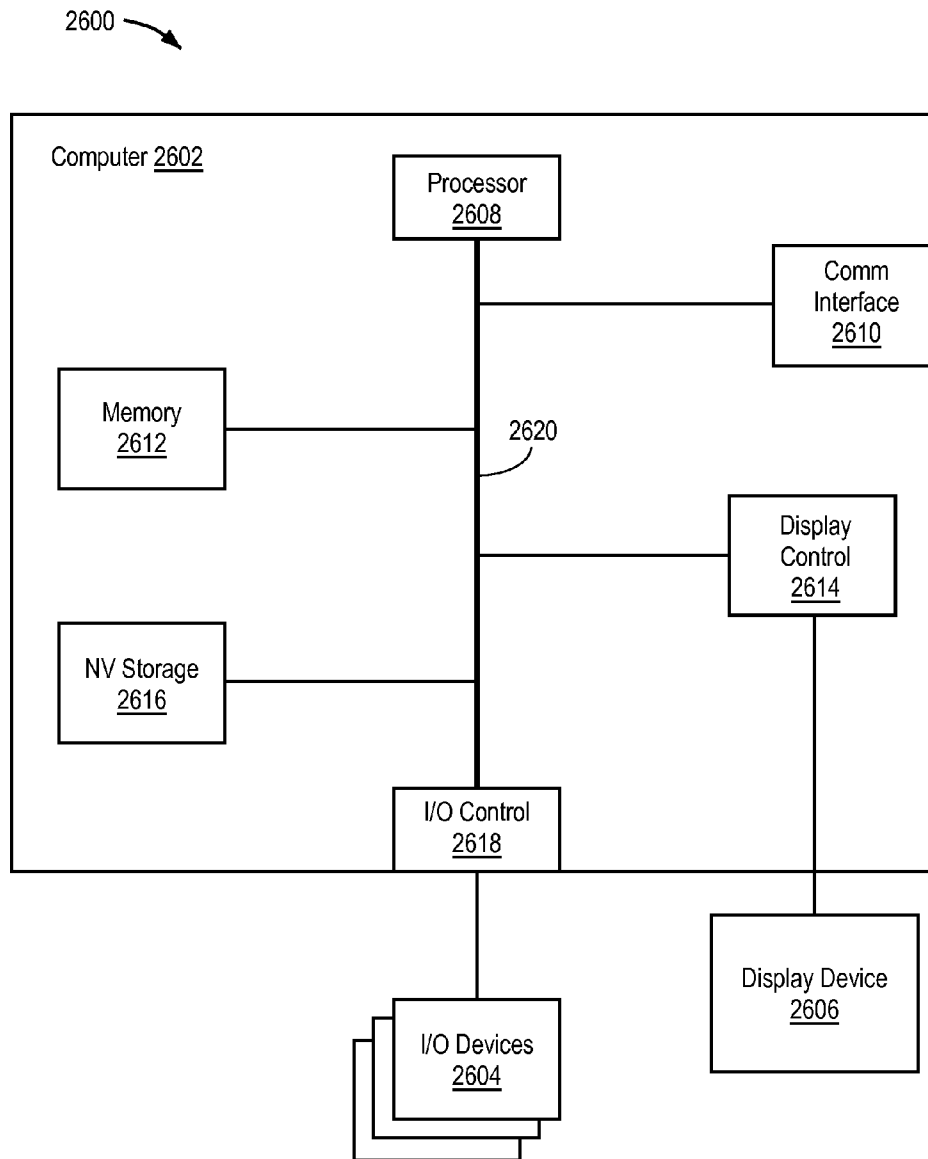 2600
Computer 2602
Processor
2608
Comm
Interface
2610
Memory
2612
2620
Display
Control
2614
NV Storage
2616
I/O Control
2618
Display Device
2606
I/O Devices
2604